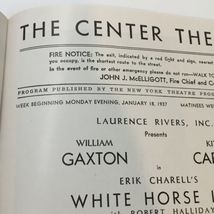 THE CENTER THE
FIRE NOTICE: The exit, indicated by a red light and sign, nearest
you occupy, is the shortest route to the street.
In the event of fire or other emergency please do not run—WALK TO
JOHN J. McELLIGOTT, Fire Chief and C
PROGRAM PUBLISHED BY THE NEW YORK THEATRE PROGR
WEEK BEGINNING MONDAY EVENING, JANUARY 18, 1937 MATINEES WE
LAURENCE RIVERS, INC.
Presents
WILLIAM KI
GAXTON CAR
in
ERIK CHARELL'S
WHITE HORSE I
with ROBERT HALLIDAY